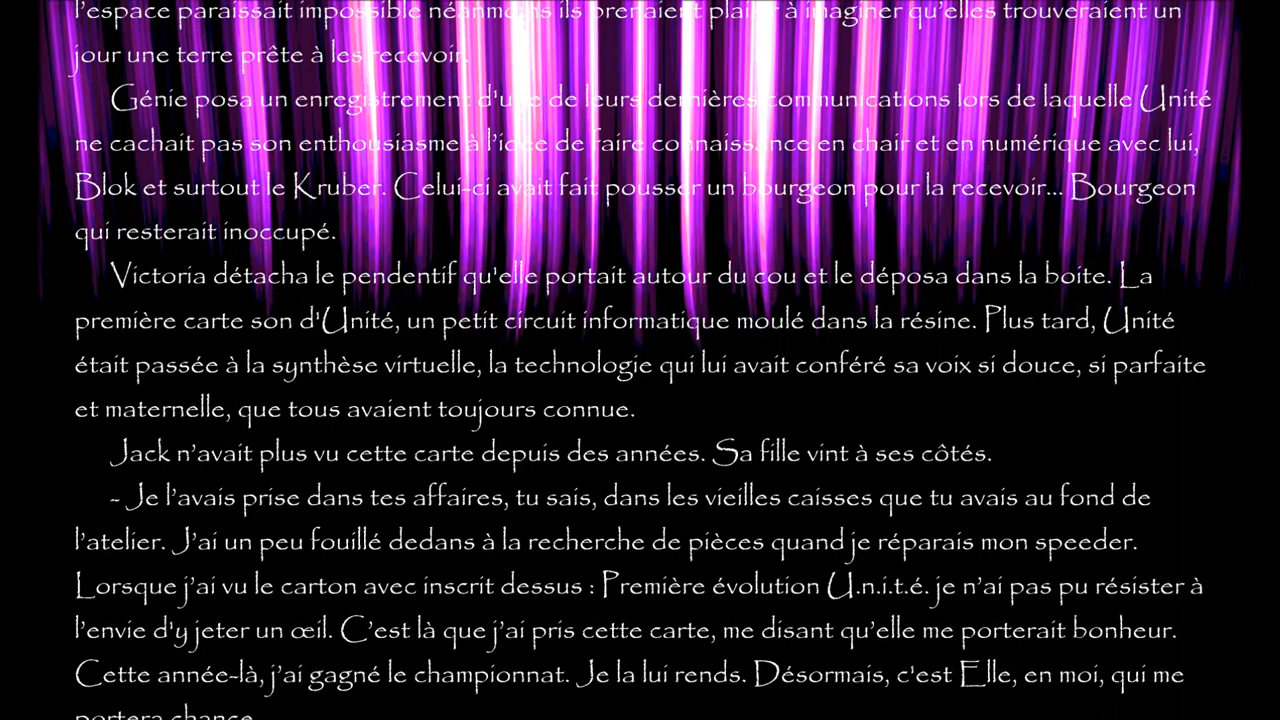 l'espace paraissait impossible néanmoins ils prenaient plaisir à imaginer qu'elles trouveraient un
jour une terre prête à les recevoir.
Génie posa un enregistrement d'une de leurs dernières communications lors de laquelle Unité
ne cachait pas son enthousiasme à l'idée de faire connaissance en chair et en numérique avec lui,
Blok et surtout le Kruber. Celui-ci avait fait pousser un bourgeon pour la recevoir... Bourgeon
qui resterait inoccupé.
Victoria détacha le pendentif qu'elle portait autour du cou et le déposa dans la boite. La
première carte son d'Unité, un petit circuit informatique moulé dans la résine. Plus tard, Unité
était passée à la synthèse virtuelle, la technologie qui lui avait conféré sa voix si douce, si parfaite
et maternelle, que tous avaient toujours connue.
Jack n'avait plus vu cette carte depuis des années. Sa fille vint à ses côtés.
- Je l'avais prise dans tes affaires, tu sais, dans les vieilles caisses que tu avais au fond de
l'atelier. J'ai un peu fouillé dedans à la recherche de pièces quand je réparais mon speeder.
Lorsque j'ai vu le carton avec inscrit dessus : Première évolution U.n.i.t.é. je n'ai pas pu résister à
l'envie d'y jeter un œil. C'est là que j'ai pris cette carte, me disant qu'elle me porterait bonheur.
Cette année-là, j'ai gagné le championnat. Je la lui rends. Désormais, c'est Elle, en moi, qui me
portera chance.